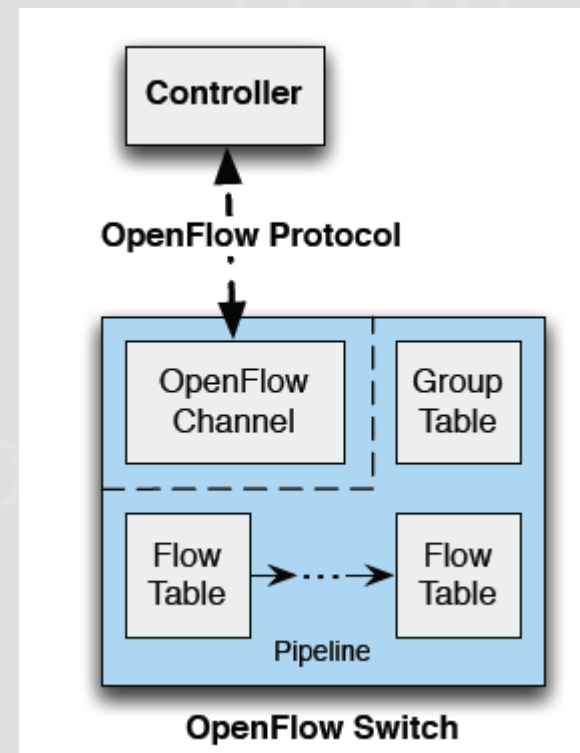 Controller
OpenFlow Protocol
OpenFlow
Channel
Group
Table
Flow
Table
...
Flow
Table
Pipeline
OpenFlow Switch